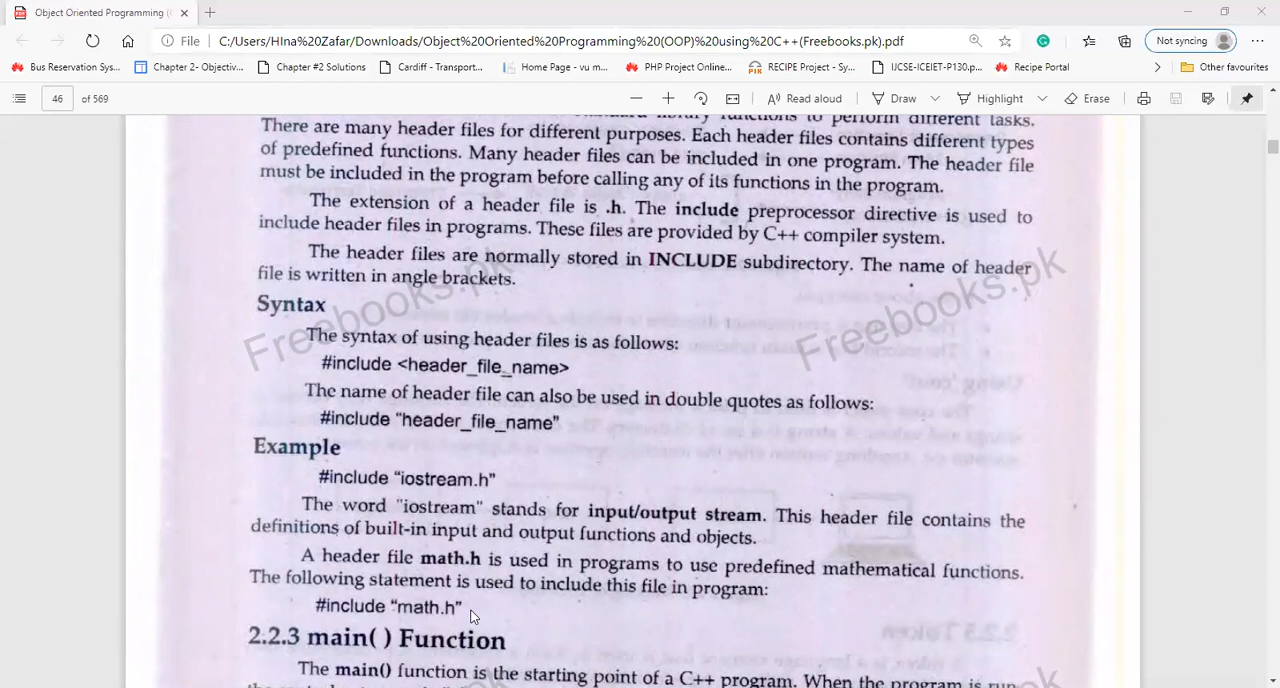 Object Oriented Programming (
File C:/Users/HIna%20Zafar/Downloads/Object%20Oriented%20Programming%20(OOP)%20using%20C++(Freebooks.pk).pdf Not syncing
Bus Reservation Sys... Chapter 2- Objectiv... Chapter #2 Solutions Cardiff - Transport... Home Page - vu m... PHP Project Online... RECIPE Project - Sy... IJCSE-ICEIET-P130.p... Recipe Portal Other favourites
46 of 569 Read aloud Draw Highlight Erase
standard library functions to perform different tasks.
There are many header files for different purposes. Each header files contains different types
of predefined functions. Many header files can be included in one program. The header file
must be included in the program before calling any of its functions in the program.
The extension of a header file is .h. The include preprocessor directive is used to
include header files in programs. These files are provided by C++ compiler system.
The header files are normally stored in INCLUDE subdirectory. The name of header
file is written in angle brackets.
Syntax
The syntax of using header files is as follows:
#include <header_file_name>
The name of header file can also be used in double quotes as follows:
#include "header_file_name"
Example
#include "iostream.h"
The word "iostream" stands for input/output stream. This header file contains the
definitions of built-in input and output functions and objects.
A header file math.h is used in programs to use predefined mathematical functions.
The following statement is used to include this file in program:
#include "math.h"
2.2.3 main( ) Function
The main() function is the starting point of a C++ program. When the program is run
Freebooks.pk
Freebooks.pk